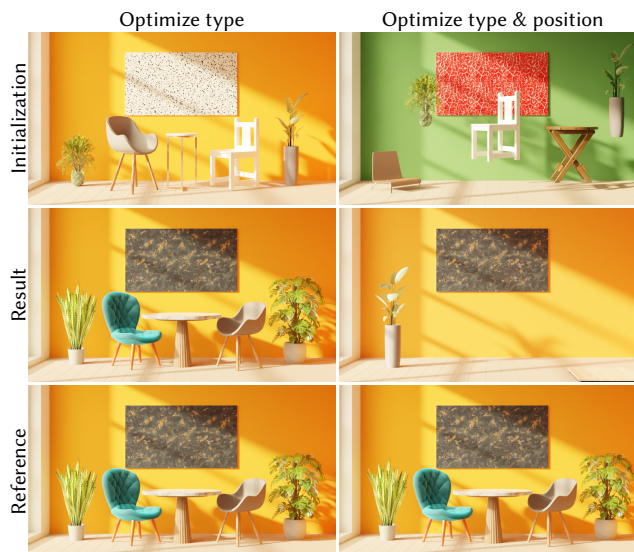 Optimize type
Optimize type & position
Initialization
Result
Reference